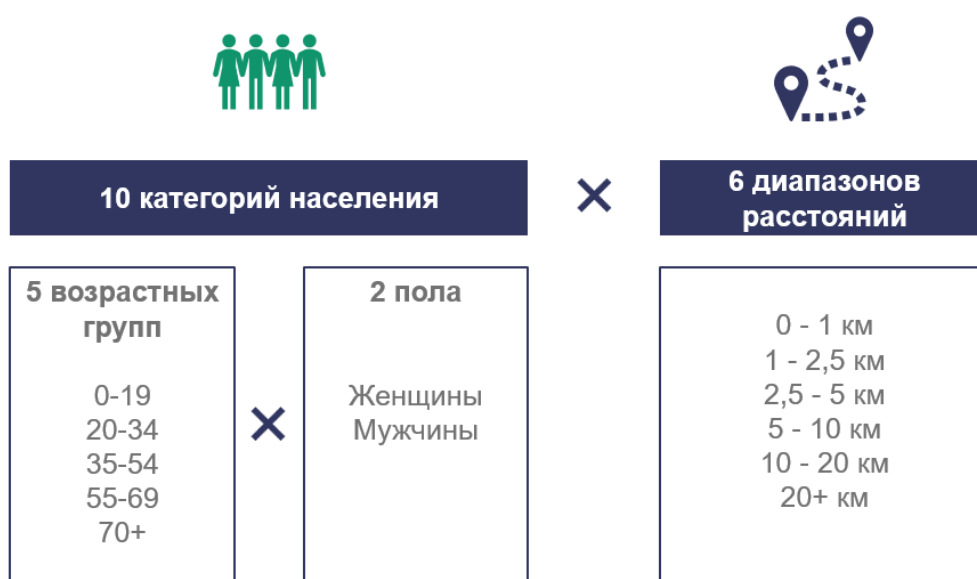 10 категорий населения
×
6 диапазонов
расстояний
5 возрастных
групп
0-19
20-34
35-54
55-69
70+
×
2 пола
Женщины
Мужчины
0 - 1 км
1 - 2,5 км
2,5 - 5 км
5 - 10 км
10 - 20 км
20+ км